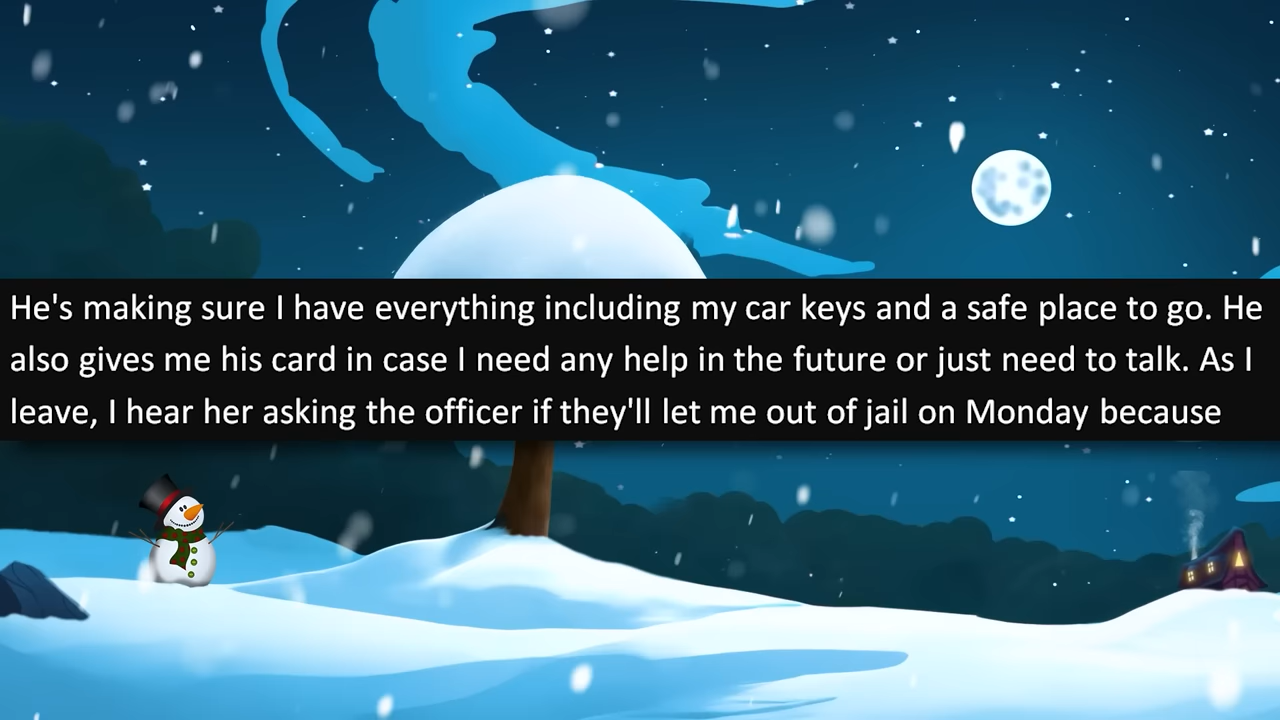 He's making sure I have everything including my car keys and a safe place to go. He
also gives me his card in case I need any help in the future or just need to talk. As I
leave, I hear her asking the officer if they'll let me out of jail on Monday because